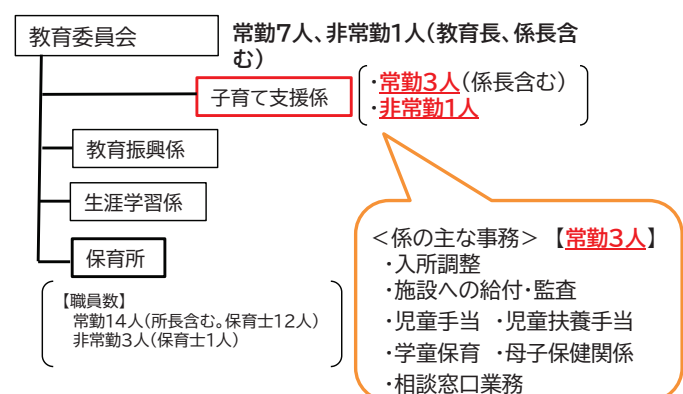 教育委員会
常勤7人、非常勤1人(教育長、係長含
む)
子育て支援係
・常勤3人(係長含む)
・非常勤1人
教育振興係
生涯学習係
保育所
【職員数】
常勤14人(所長含む。保育士12人)
非常勤3人(保育士1人)
<係の主な事務> 【常勤3人】
・入所調整
・施設への給付・監査
・児童手当 ・児童扶養手当
・学童保育 ・母子保健関係
・相談窓口業務